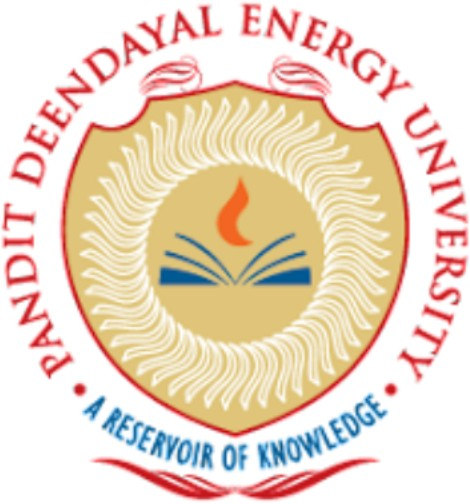 PANDIT DEENDAYAL ENERGY UNIVERSITY
• A RESERVOIR OF KNOWLEDGE •